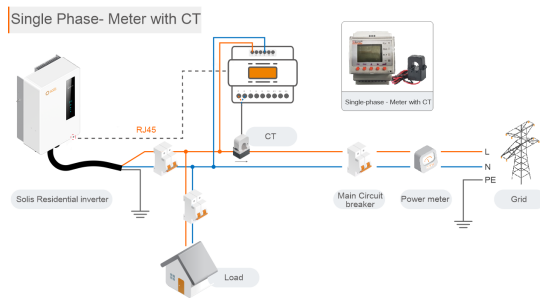 Single Phase- Meter with CT
Single-phase - Meter with CT
RJ45
CT
L
N
PE
Solis Residential inverter
Main Circuit
breaker
Power meter
Grid
Load